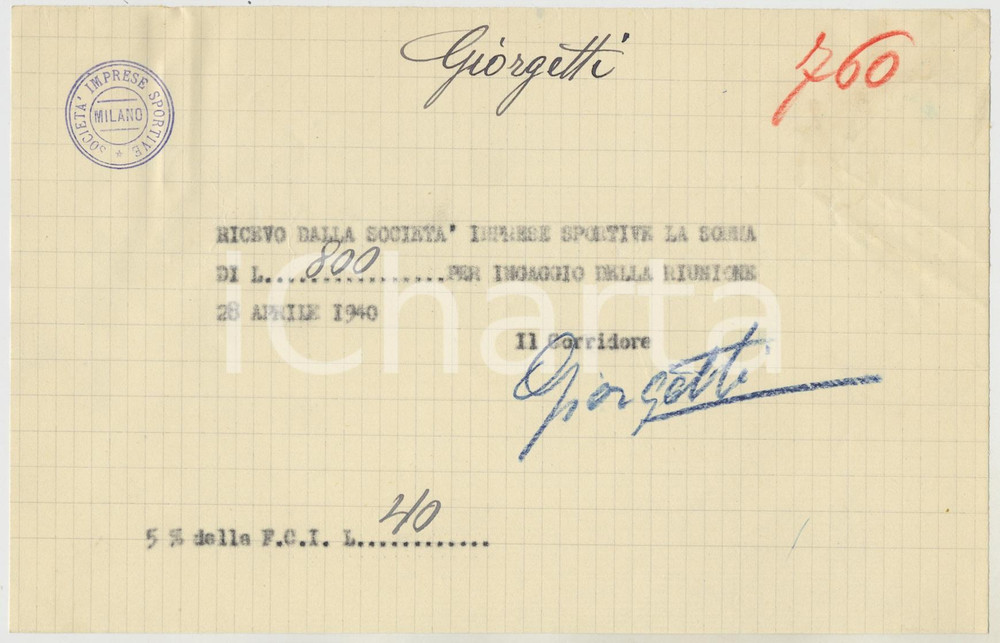 Giorgetti
760
SOCIETA' IMPRESE SPORTIVE
MILANO
RICEVO DALLA SOCIETA' IMPRESE SPORTIVE LA SOMMA
DI L. 800 ................PER INGAGGIO DELLA RIUNIONE
28 APRILE 1940
Il Corridore
Giorgetti
5 % della F.C.I. L. 40 ............
iCharta